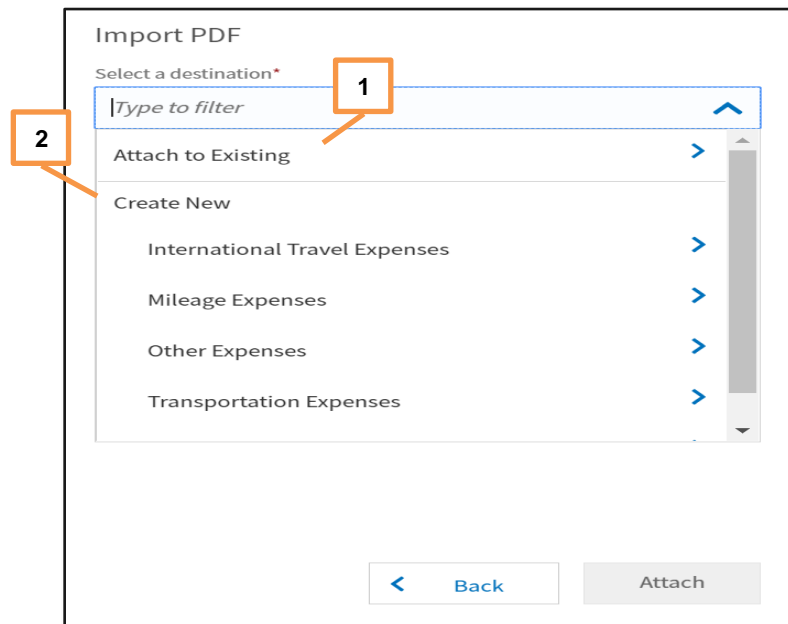 Import PDF
Select a destination*
1
Type to filter
2
Attach to Existing
Create New
International Travel Expenses
Mileage Expenses
Other Expenses
Transportation Expenses
Back
Attach